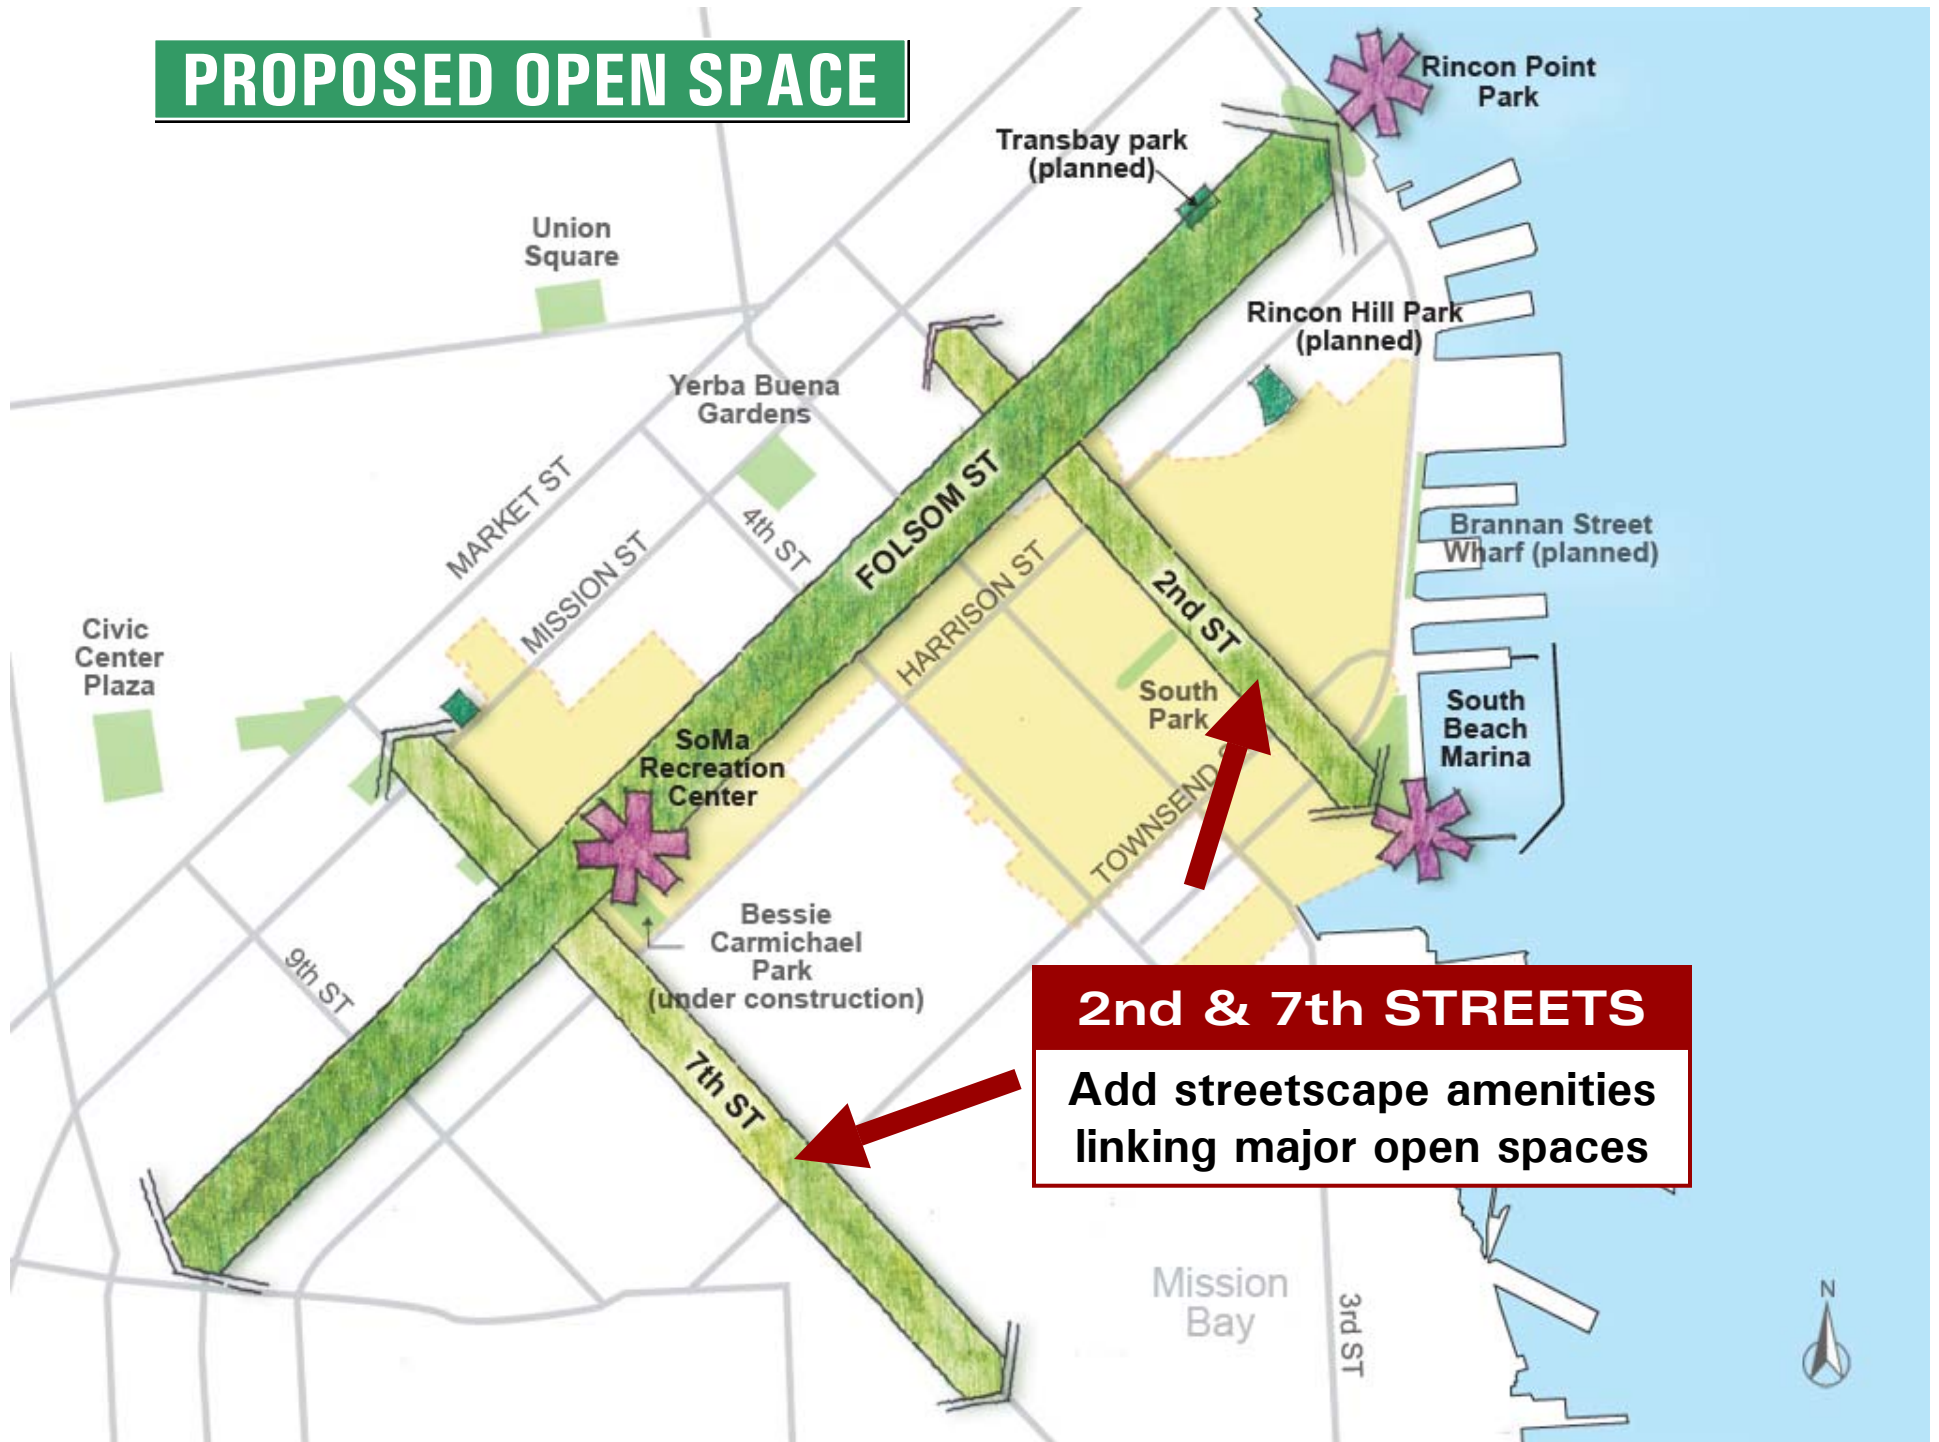 PROPOSED OPEN SPACE
Rincon Point
Park
Transbay park
(planned)
Union
Square
Rincon Hill Park
(planned)
Yerba Buena
Gardens
MARKET ST
MISSION ST
4th ST
FOLSOM ST
HARRISON ST
2nd ST
Brannan Street
Wharf (planned)
Civic
Center
Plaza
South
Park
South
Beach
Marina
SoMa
Recreation
Center
TOWNSEND
Bessie
Carmichael
Park
(under construction)
9th ST
7th ST
2nd & 7th STREETS
Add streetscape amenities
linking major open spaces
Mission
Bay
3rd ST
N